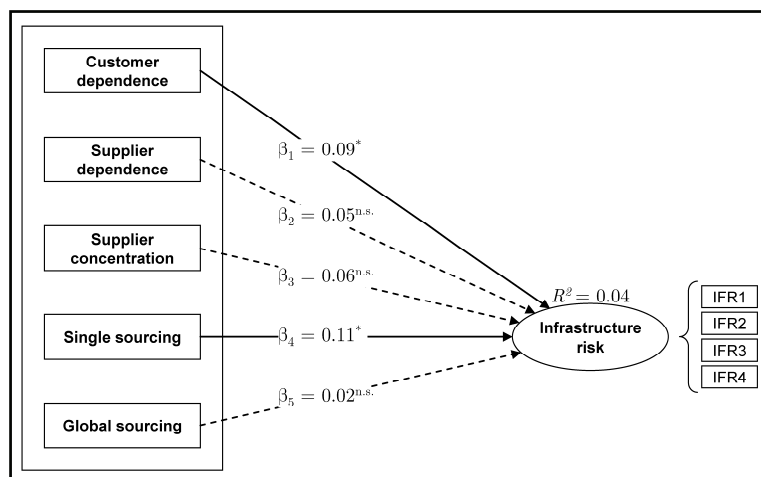 Customer
dependence
β₁ = 0.09*
Supplier
dependence
β₂ = 0.05ⁿ·ˢ·
Supplier
concentration
β₃ – 0.06ⁿ·ˢ·
R² = 0.04
Single sourcing
β₄ = 0.11*
Infrastructure
risk
IFR1
IFR2
IFR3
IFR4
Global sourcing
β₅ = 0.02ⁿ·ˢ·